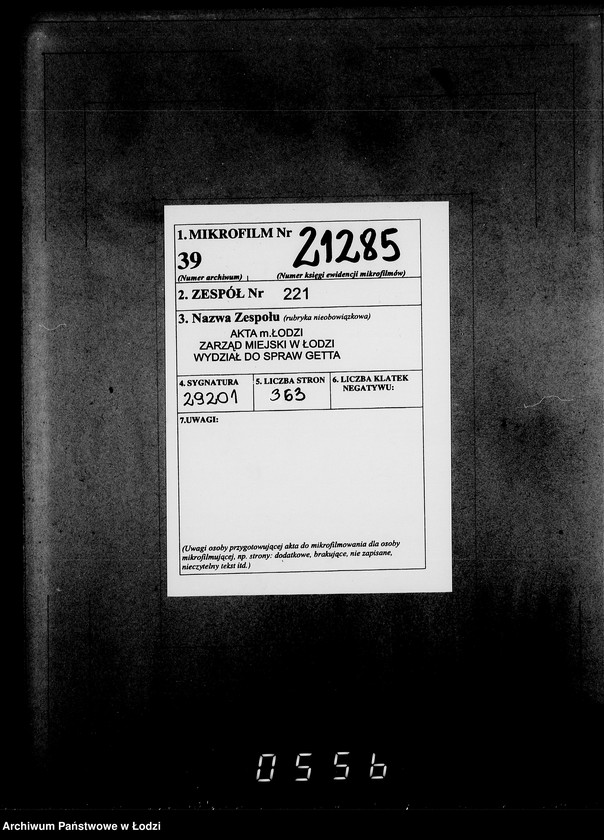 1. MIKROFILM Nr 21285
39
(Numer archiwum) (Numer księgi ewidencji mikrofilmów)
2. ZESPÓŁ Nr 221
3. Nazwa Zespołu (rubryka nieobowiązkowa)
AKTA m.ŁODZI
ZARZĄD MIEJSKI W ŁODZI
WYDZIAŁ DO SPRAW GETTA
4. SYGNATURA 5. LICZBA STRON 6. LICZBA KLATEK
NEGATYWU:
29201 363
7.UWAGI:
(Uwagi osoby przygotowującej akta do mikrofilmowania dla osoby
mikrofilmującej, np. strony: dodatkowe, brakujące, nie zapisane,
nieczytelny tekst itd.)
0556
Archiwum Państwowe w Łodzi